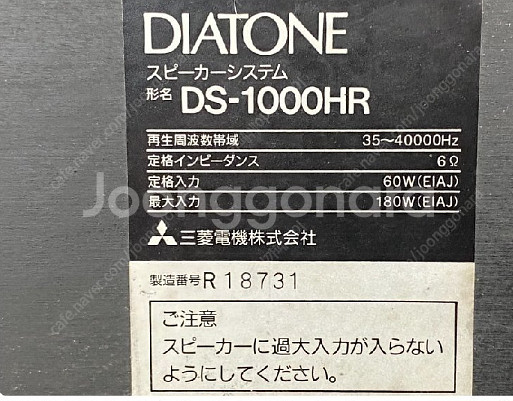 DIATONE
スピーカーシステム
形名 DS-1000HR
再生周波数帯域 35～40000Hz
定格インピーダンス 6Ω
定格入力 60W(EIAJ)
最大入力 180W(EIAJ)
Joonggonara
三菱電機株式会社
製造番号 R 18731
ご注意
スピーカーに過大入力が入らない
ようにしてください。